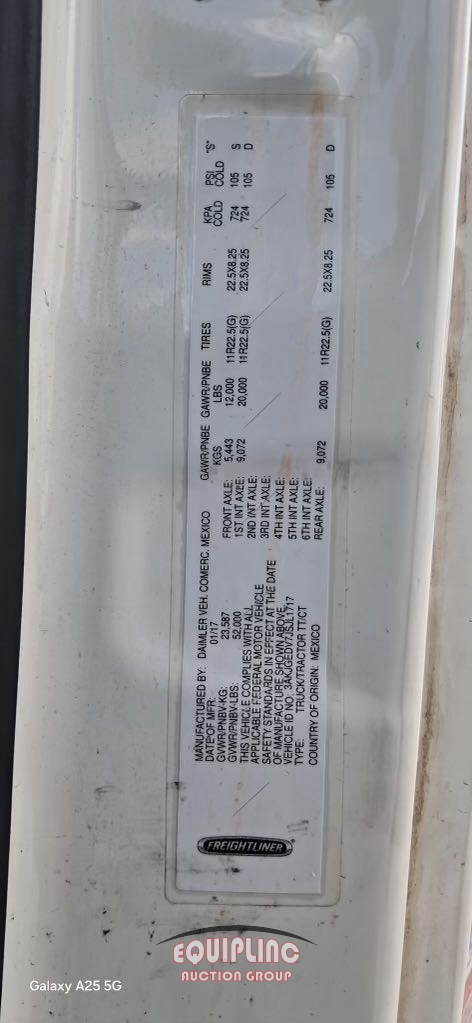 FREIGHTLINER
MANUFACTURED BY: DAIMLER VEH. COMERC. MEXICO
DATE OF MFR: 01/17
GVWR/PNBV-KG: 23,587
GVWR/PNBV-LBS: 52,000
THIS VEHICLE COMPLIES WITH ALL
APPLICABLE FEDERAL MOTOR VEHICLE
SAFETY STANDARDS IN EFFECT AT THE DATE
OF MANUFACTURE SHOWN ABOVE.
VEHICLE ID NO. 3AKJGEDV7JSJL1717
TYPE: TRUCK/TRACTOR TT/CT
COUNTRY OF ORIGIN: MEXICO
GAWR/PNBE GAWR/PNBE TIRES RIMS KPA PSI "S"
KGS LBS COLD COLD
FRONT AXLE: 5,443 12,000 11R22.5(G) 22.5X8.25 724 105 S
1ST INT AXLE: 9,072 20,000 11R22.5(G) 22.5X8.25 724 105 D
2ND INT AXLE:
3RD INT AXLE:
4TH INT AXLE:
5TH INT AXLE:
6TH INT AXLE:
REAR AXLE: 9,072 20,000 11R22.5(G) 22.5X8.25 724 105 D
EQUIPLINC
AUCTION GROUP
Galaxy A25 5G